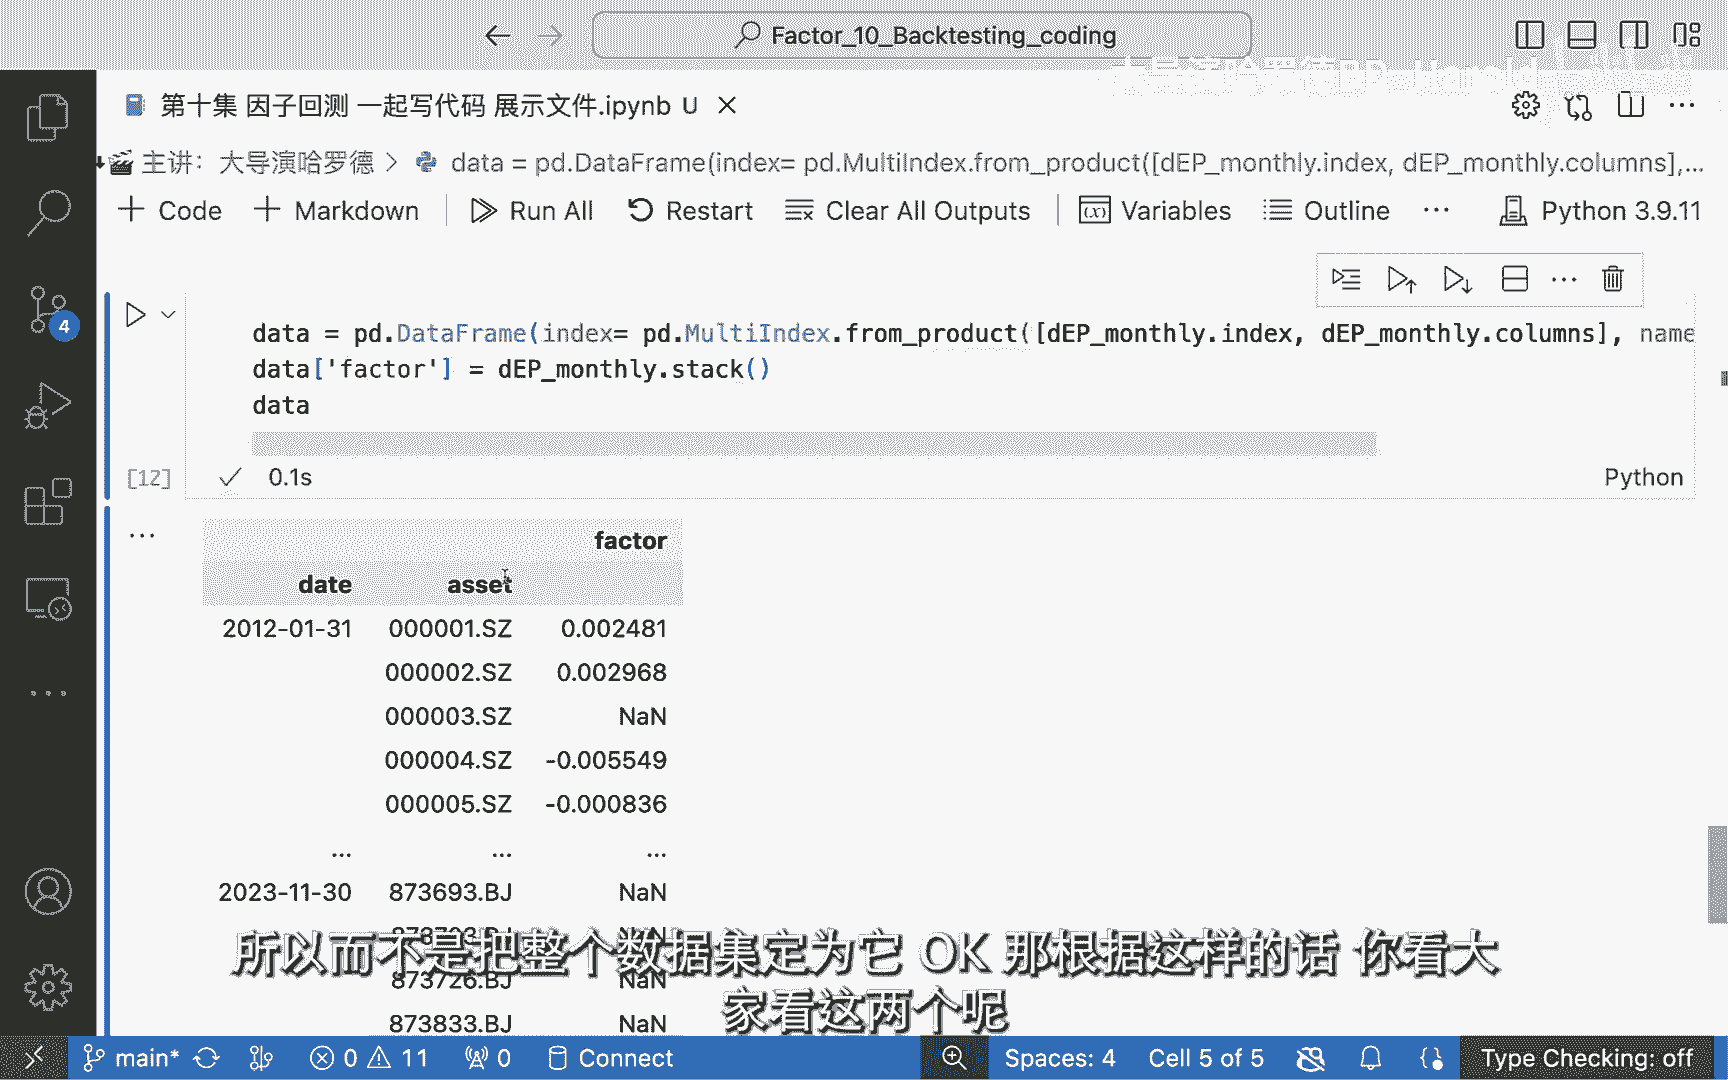 Factor_10_Backtesting_coding
第十集 因子回测 一起写代码 展示文件.ipynb U
主讲：大导演哈罗德 > data = pd.DataFrame(index= pd.MultiIndex.from_product([dEP_monthly.index, dEP_monthly.columns],...
Code Markdown Run All Restart Clear All Outputs Variables Outline ... Python 3.9.11
data = pd.DataFrame(index= pd.MultiIndex.from_product([dEP_monthly.index, dEP_monthly.columns], name
data['factor'] = dEP_monthly.stack()
data
[12] 0.1s Python
factor
date asset
2012-01-31 000001.SZ 0.002481
000002.SZ 0.002968
000003.SZ NaN
000004.SZ -0.005549
000005.SZ -0.000836
... ... ...
2023-11-30 873693.BJ NaN
873726.BJ NaN
873833.BJ NaN
所以而不是把整个数据集定为它 OK 那根据这样的话 你看大
家看这两个呢
4
main* 0 11 0 Connect Spaces: 4 Cell 5 of 5 Type Checking: off